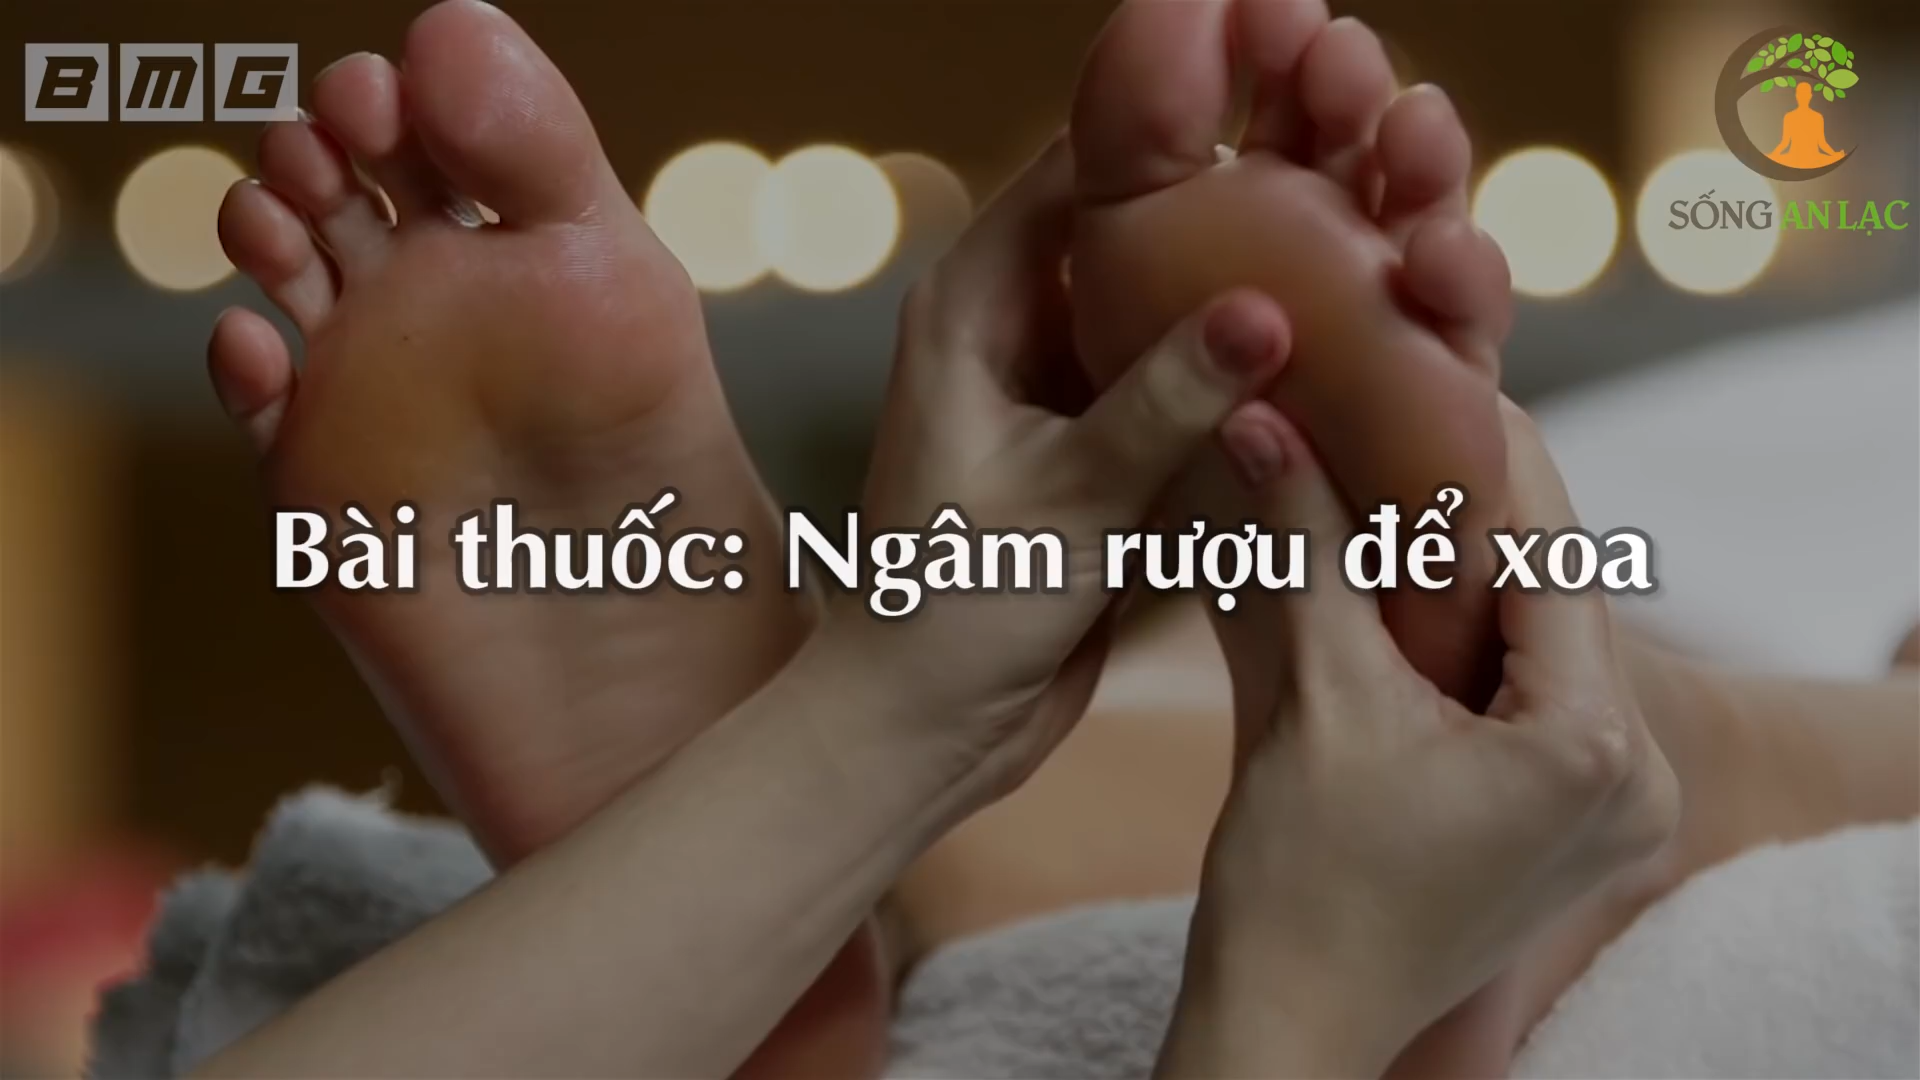 BMG
SỐNG AN LẠC
Bài thuốc: Ngâm rượu để xoa